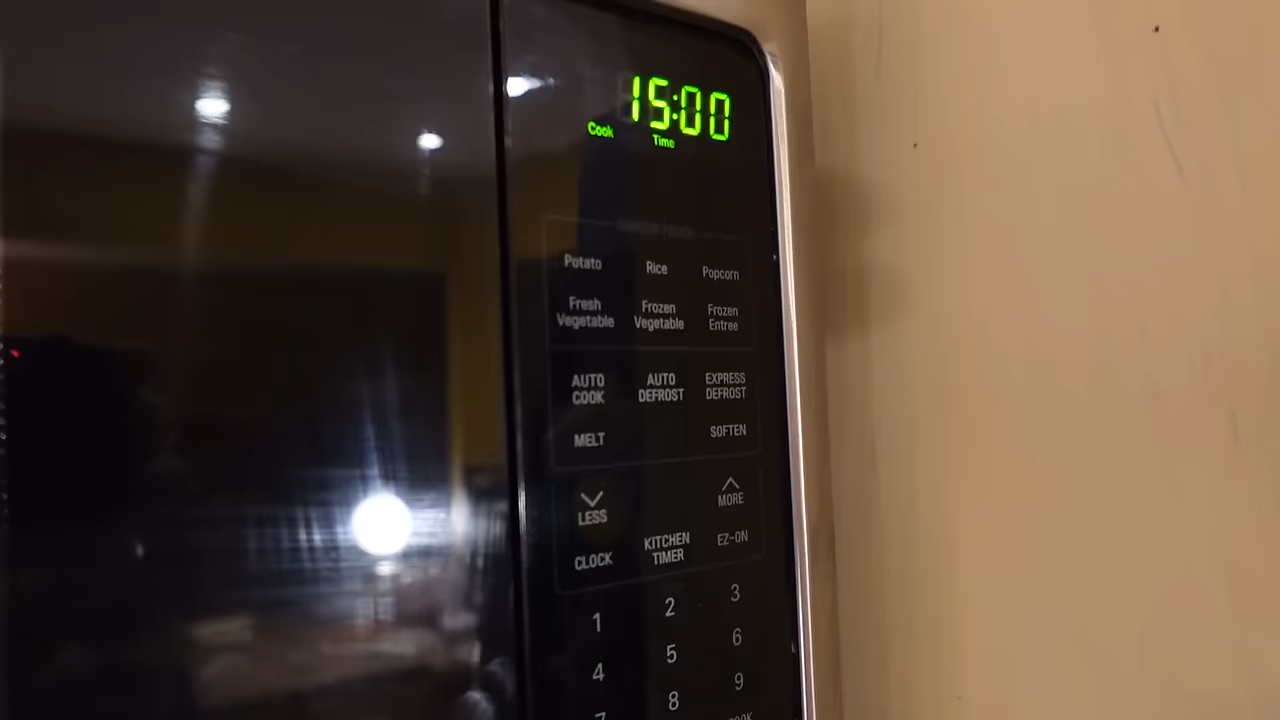 15:00
Cook Time
Potato Rice Popcorn
Fresh Vegetable Frozen Vegetable Frozen Entree
AUTO COOK AUTO DEFROST EXPRESS DEFROST
MELT SOFTEN
LESS MORE
CLOCK KITCHEN TIMER EZ-ON
1 2 3
4 5 6
7 8 9